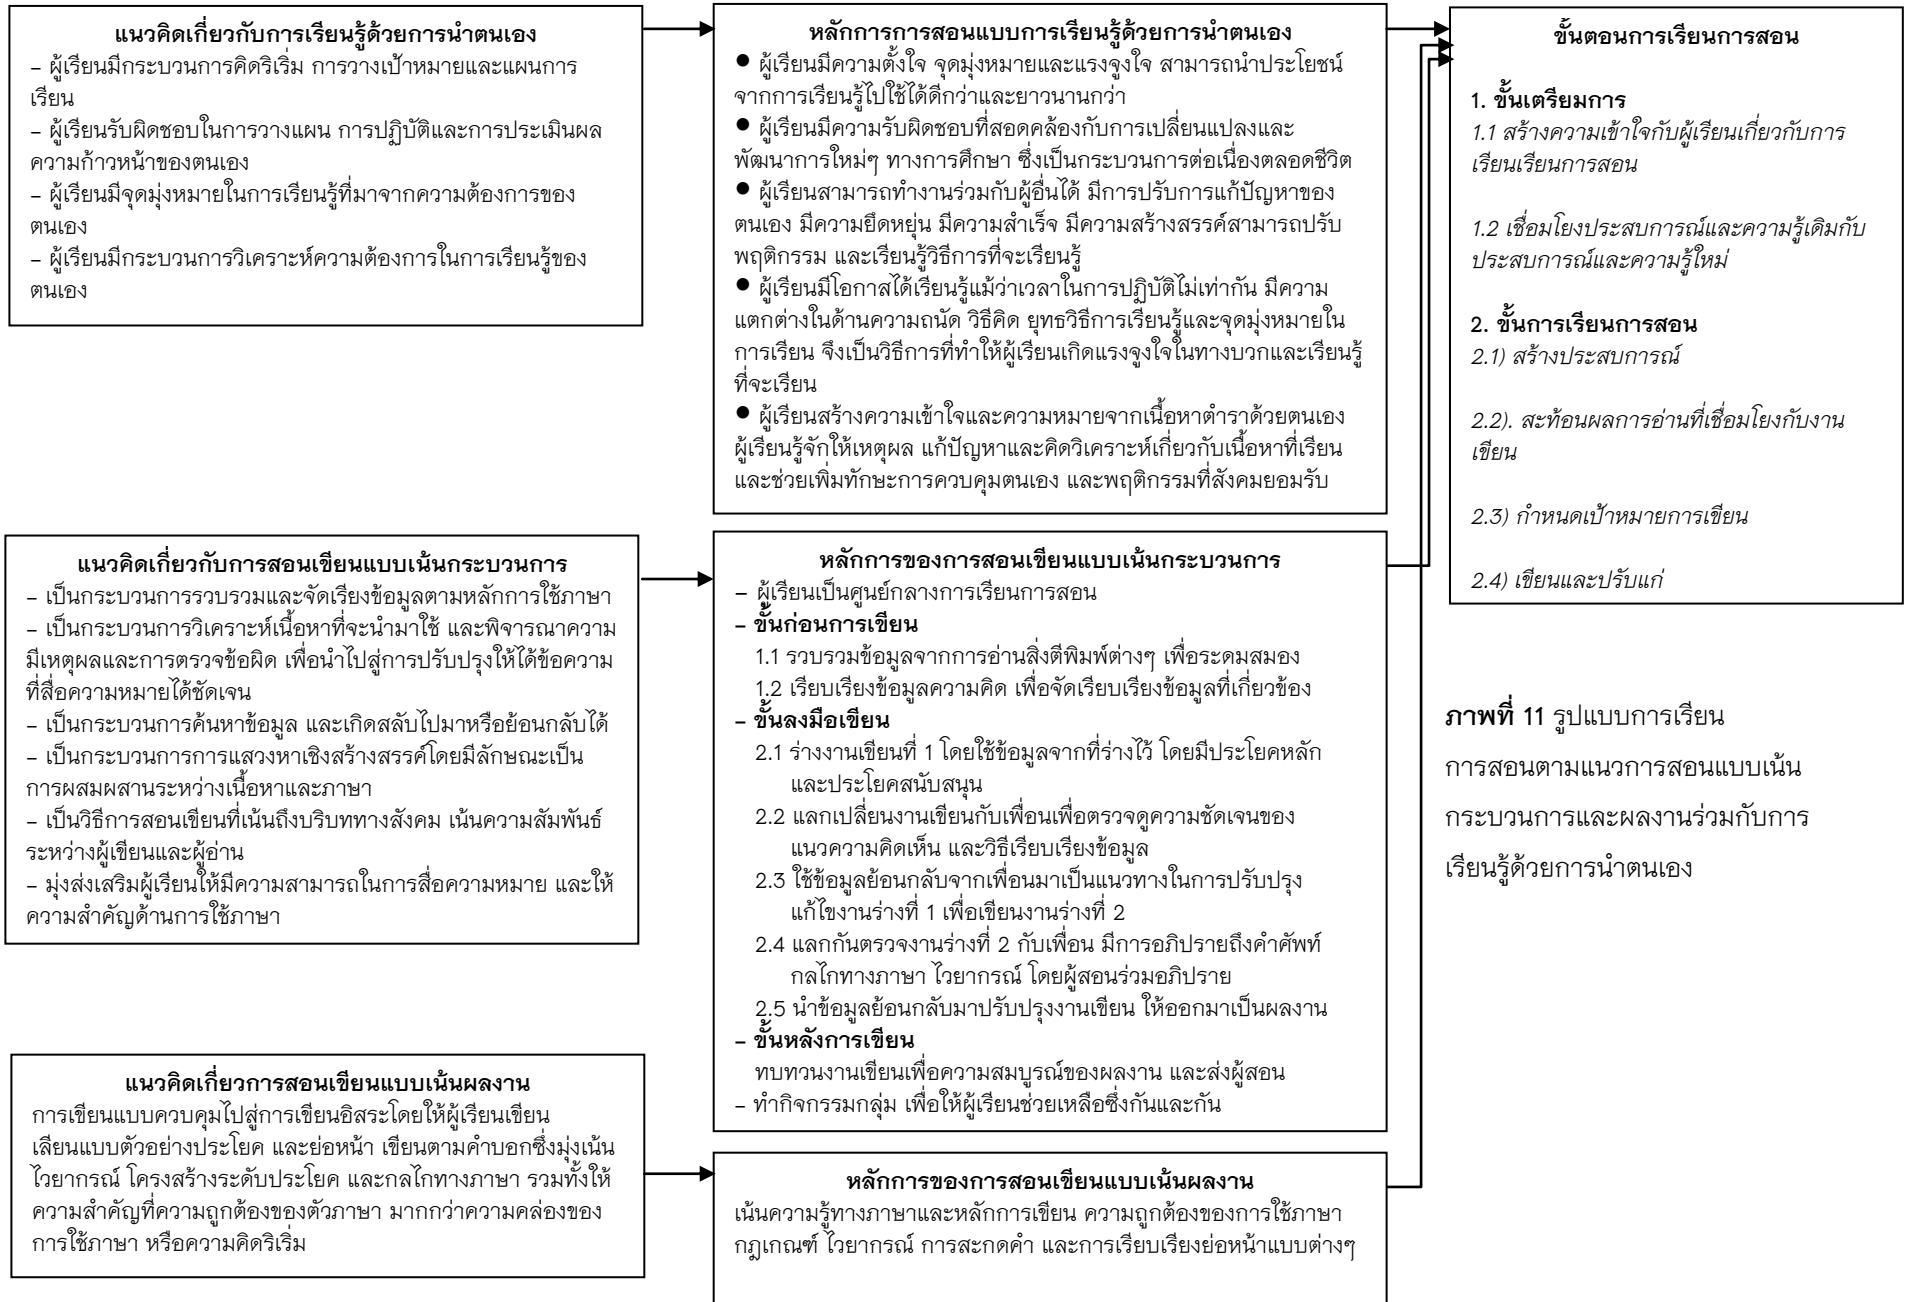 แนวคิดเกี่ยวกับการเรียนรู้ด้วยการนำตนเอง
– ผู้เรียนมีกระบวนการคิดริเริ่ม การวางเป้าหมายและแผนการ
เรียน
– ผู้เรียนรับผิดชอบในการวางแผน การปฏิบัติและการประเมินผล
ความก้าวหน้าของตนเอง
– ผู้เรียนมีจุดมุ่งหมายในการเรียนรู้ที่มาจากความต้องการของ
ตนเอง
– ผู้เรียนมีกระบวนการวิเคราะห์ความต้องการในการเรียนรู้ของ
ตนเอง
หลักการการสอนแบบการเรียนรู้ด้วยการนำตนเอง
● ผู้เรียนมีความตั้งใจ จุดมุ่งหมายและแรงจูงใจ สามารถนำประโยชน์
จากการเรียนรู้ไปใช้ได้ดีกว่าและยาวนานกว่า
● ผู้เรียนมีความรับผิดชอบที่สอดคล้องกับการเปลี่ยนแปลงและ
พัฒนาการใหม่ๆ ทางการศึกษา ซึ่งเป็นกระบวนการต่อเนื่องตลอดชีวิต
● ผู้เรียนสามารถทำงานร่วมกับผู้อื่นได้ มีการปรับการแก้ปัญหาของ
ตนเอง มีความยึดหยุ่น มีความสำเร็จ มีความสร้างสรรค์สามารถปรับ
พฤติกรรม และเรียนรู้วิธีการที่จะเรียนรู้
● ผู้เรียนมีโอกาสได้เรียนรู้แม้ว่าเวลาในการปฏิบัติไม่เท่ากัน มีความ
แตกต่างในด้านความถนัด วิธีคิด ยุทธวิธีการเรียนรู้และจุดมุ่งหมายใน
การเรียน จึงเป็นวิธีการที่ทำให้ผู้เรียนเกิดแรงจูงใจในทางบวกและเรียนรู้
ที่จะเรียน
● ผู้เรียนสร้างความเข้าใจและความหมายจากเนื้อหาตำราด้วยตนเอง
ผู้เรียนรู้จักให้เหตุผล แก้ปัญหาและคิดวิเคราะห์เกี่ยวกับเนื้อหาที่เรียน
และช่วยเพิ่มทักษะการควบคุมตนเอง และพฤติกรรมที่สังคมยอมรับ
ขั้นตอนการเรียนการสอน
1. ขั้นเตรียมการ
1.1 สร้างความเข้าใจกับผู้เรียนเกี่ยวกับการ
เรียนเรียนการสอน
1.2 เชื่อมโยงประสบการณ์และความรู้เดิมกับ
ประสบการณ์และความรู้ใหม่
2. ขั้นการเรียนการสอน
2.1) สร้างประสบการณ์
2.2). สะท้อนผลการอ่านที่เชื่อมโยงกับงาน
เขียน
2.3) กำหนดเป้าหมายการเขียน
2.4) เขียนและปรับแก่
แนวคิดเกี่ยวกับการสอนเขียนแบบเน้นกระบวนการ
– เป็นกระบวนการรวบรวมและจัดเรียงข้อมูลตามหลักการใช้ภาษา
– เป็นกระบวนการวิเคราะห์เนื้อหาที่จะนำมาใช้ และพิจารณาความ
มีเหตุผลและการตรวจข้อผิด เพื่อนำไปสู่การปรับปรุงให้ได้ข้อความ
ที่สื่อความหมายได้ชัดเจน
– เป็นกระบวนการค้นหาข้อมูล และเกิดสลับไปมาหรือย้อนกลับได้
– เป็นกระบวนการการแสวงหาเชิงสร้างสรรค์โดยมีลักษณะเป็น
การผสมผสานระหว่างเนื้อหาและภาษา
– เป็นวิธีการสอนเขียนที่เน้นถึงบริบททางสังคม เน้นความสัมพันธ์
ระหว่างผู้เขียนและผู้อ่าน
– มุ่งส่งเสริมผู้เรียนให้มีความสามารถในการสื่อความหมาย และให้
ความสำคัญด้านการใช้ภาษา
หลักการของการสอนเขียนแบบเน้นกระบวนการ
– ผู้เรียนเป็นศูนย์กลางการเรียนการสอน
– ขั้นก่อนการเขียน
1.1 รวบรวมข้อมูลจากการอ่านสิ่งตีพิมพ์ต่างๆ เพื่อระดมสมอง
1.2 เรียบเรียงข้อมูลความคิด เพื่อจัดเรียบเรียงข้อมูลที่เกี่ยวข้อง
– ขั้นลงมือเขียน
2.1 ร่างงานเขียนที่ 1 โดยใช้ข้อมูลจากที่ร่างไว้ โดยมีประโยคหลัก
และประโยคสนับสนุน
2.2 แลกเปลี่ยนงานเขียนกับเพื่อนเพื่อตรวจดูความชัดเจนของ
แนวความคิดเห็น และวิธีเรียบเรียงข้อมูล
2.3 ใช้ข้อมูลย้อนกลับจากเพื่อนมาเป็นแนวทางในการปรับปรุง
แก้ไขงานร่างที่ 1 เพื่อเขียนงานร่างที่ 2
2.4 แลกกันตรวจงานร่างที่ 2 กับเพื่อน มีการอภิปรายถึงคำศัพท์
กลไกทางภาษา ไวยากรณ์ โดยผู้สอนร่วมอภิปราย
2.5 นำข้อมูลย้อนกลับมาปรับปรุงงานเขียน ให้ออกมาเป็นผลงาน
– ขั้นหลังการเขียน
ทบทวนงานเขียนเพื่อความสมบูรณ์ของผลงาน และส่งผู้สอน
– ทำกิจกรรมกลุ่ม เพื่อให้ผู้เรียนช่วยเหลือซึ่งกันและกัน
ภาพที่ 11 รูปแบบการเรียน
การสอนตามแนวการสอนแบบเน้น
กระบวนการและผลงานร่วมกับการ
เรียนรู้ด้วยการนำตนเอง
แนวคิดเกี่ยวการสอนเขียนแบบเน้นผลงาน
การเขียนแบบควบคุมไปสู่การเขียนอิสระโดยให้ผู้เรียนเขียน
เลียนแบบตัวอย่างประโยค และย่อหน้า เขียนตามคำบอกซึ่งมุ่งเน้น
ไวยากรณ์ โครงสร้างระดับประโยค และกลไกทางภาษา รวมทั้งให้
ความสำคัญที่ความถูกต้องของตัวภาษา มากกว่าความคล่องของ
การใช้ภาษา หรือความคิดริเริ่ม
หลักการของการสอนเขียนแบบเน้นผลงาน
เน้นความรู้ทางภาษาและหลักการเขียน ความถูกต้องของการใช้ภาษา
กฎเกณฑ์ ไวยากรณ์ การสะกดคำ และการเรียบเรียงย่อหน้าแบบต่างๆ